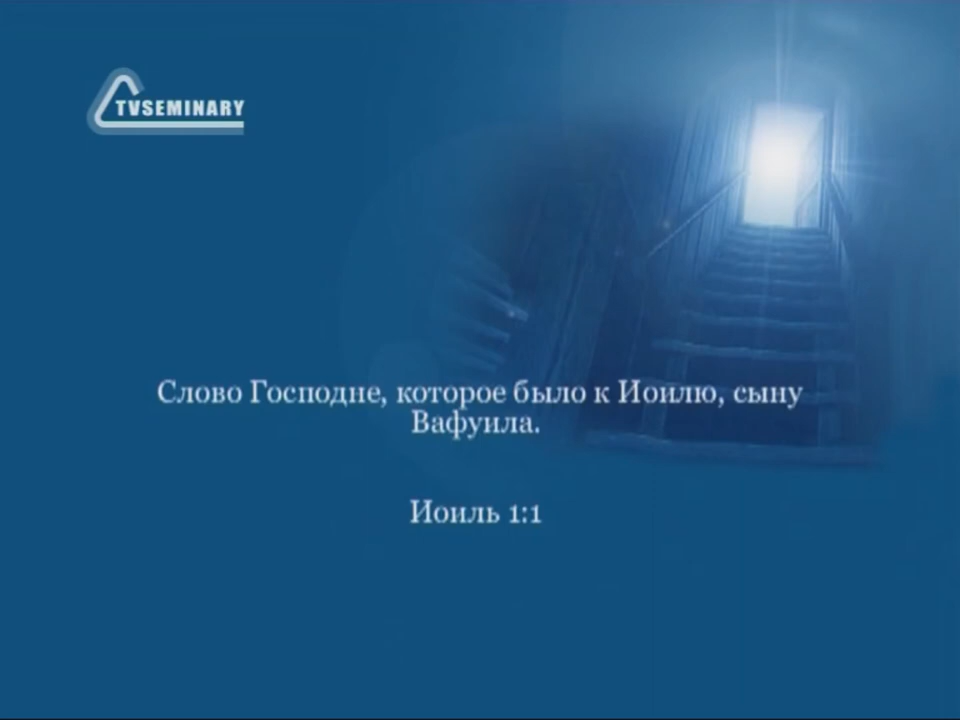 TVSEMINARY
Слово Господне, которое было к Иоилю, сыну
Вафуила.
Иоиль 1:1